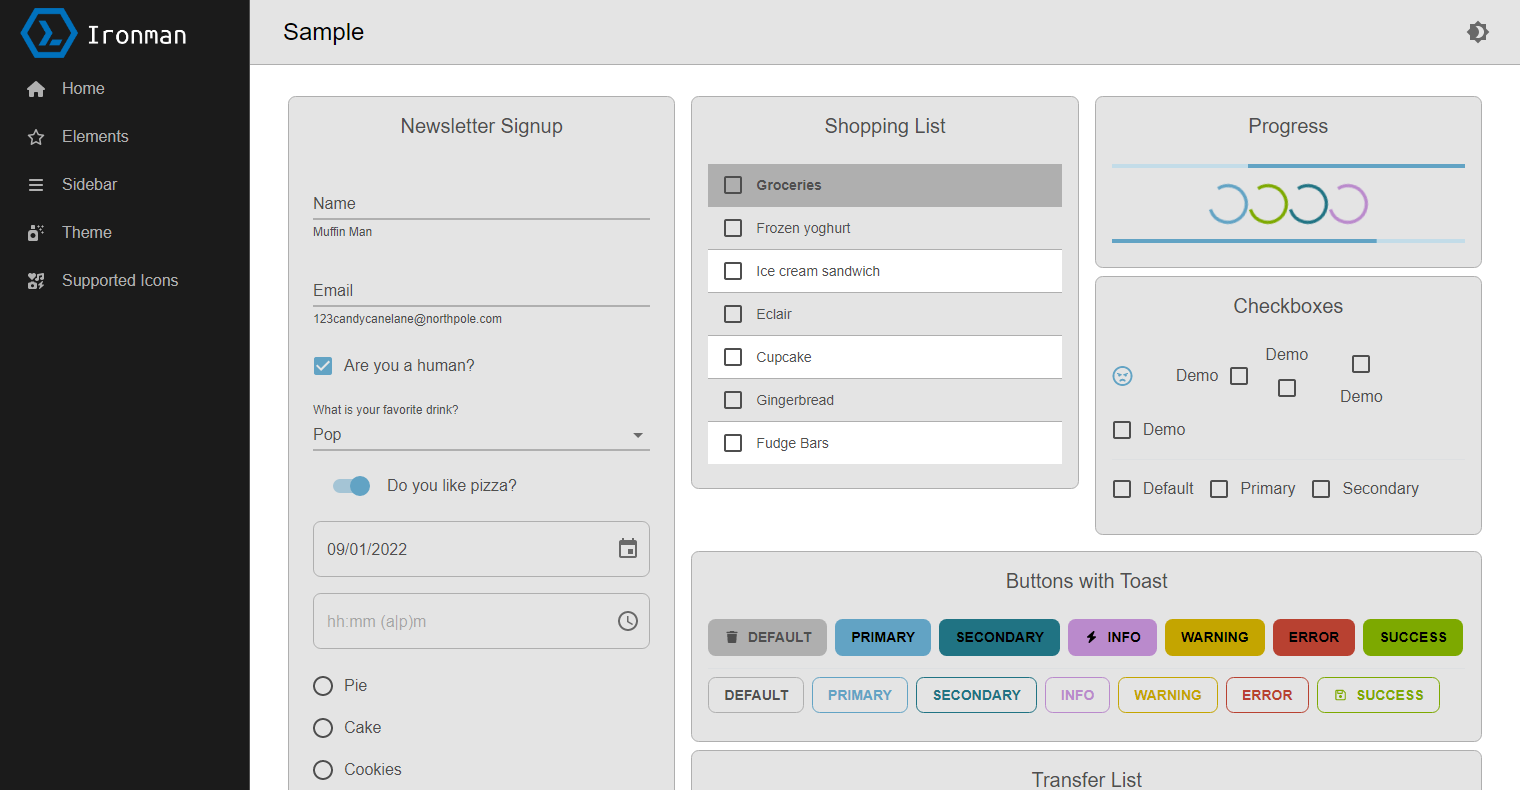 Ironman
Home
Elements
Sidebar
Theme
Supported Icons
Sample
Newsletter Signup
Name
Muffin Man
Email
123candycanelane@northpole.com
Are you a human?
What is your favorite drink?
Pop
Do you like pizza?
09/01/2022
hh:mm (a|p)m
Pie
Cake
Cookies
Shopping List
Groceries
Frozen yoghurt
Ice cream sandwich
Eclair
Cupcake
Gingerbread
Fudge Bars
Progress
Checkboxes
Demo
Demo
Demo
Demo
Default Primary Secondary
Buttons with Toast
DEFAULT PRIMARY SECONDARY INFO WARNING ERROR SUCCESS
DEFAULT PRIMARY SECONDARY INFO WARNING ERROR SUCCESS
Transfer List